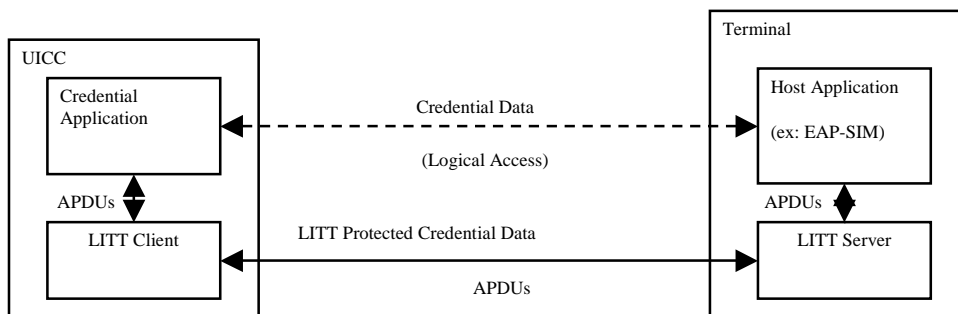 Terminal
UICC
Credential
Application
Host Application
(ex: EAP-SIM)
Credential Data
(Logical Access)
APDUs
APDUs
LITT Client
LITT Protected Credential Data
LITT Server
APDUs